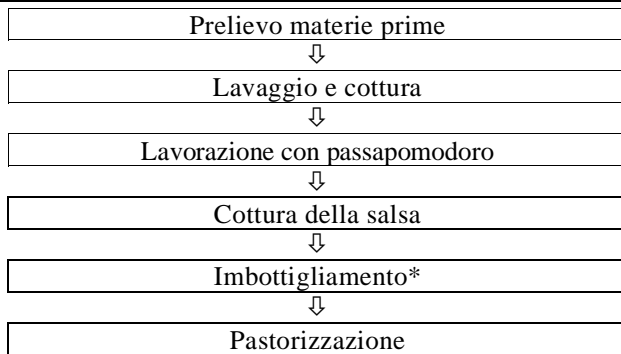 Prelievo materie prime
⇩
Lavaggio e cottura
⇩
Lavorazione con passapomodoro
⇩
Cottura della salsa
⇩
Imbottigliamento*
⇩
Pastorizzazione